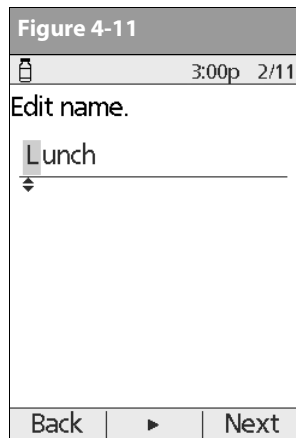 Figure 4-11
3:00p 2/11
Edit name.
Lunch
Back ► Next